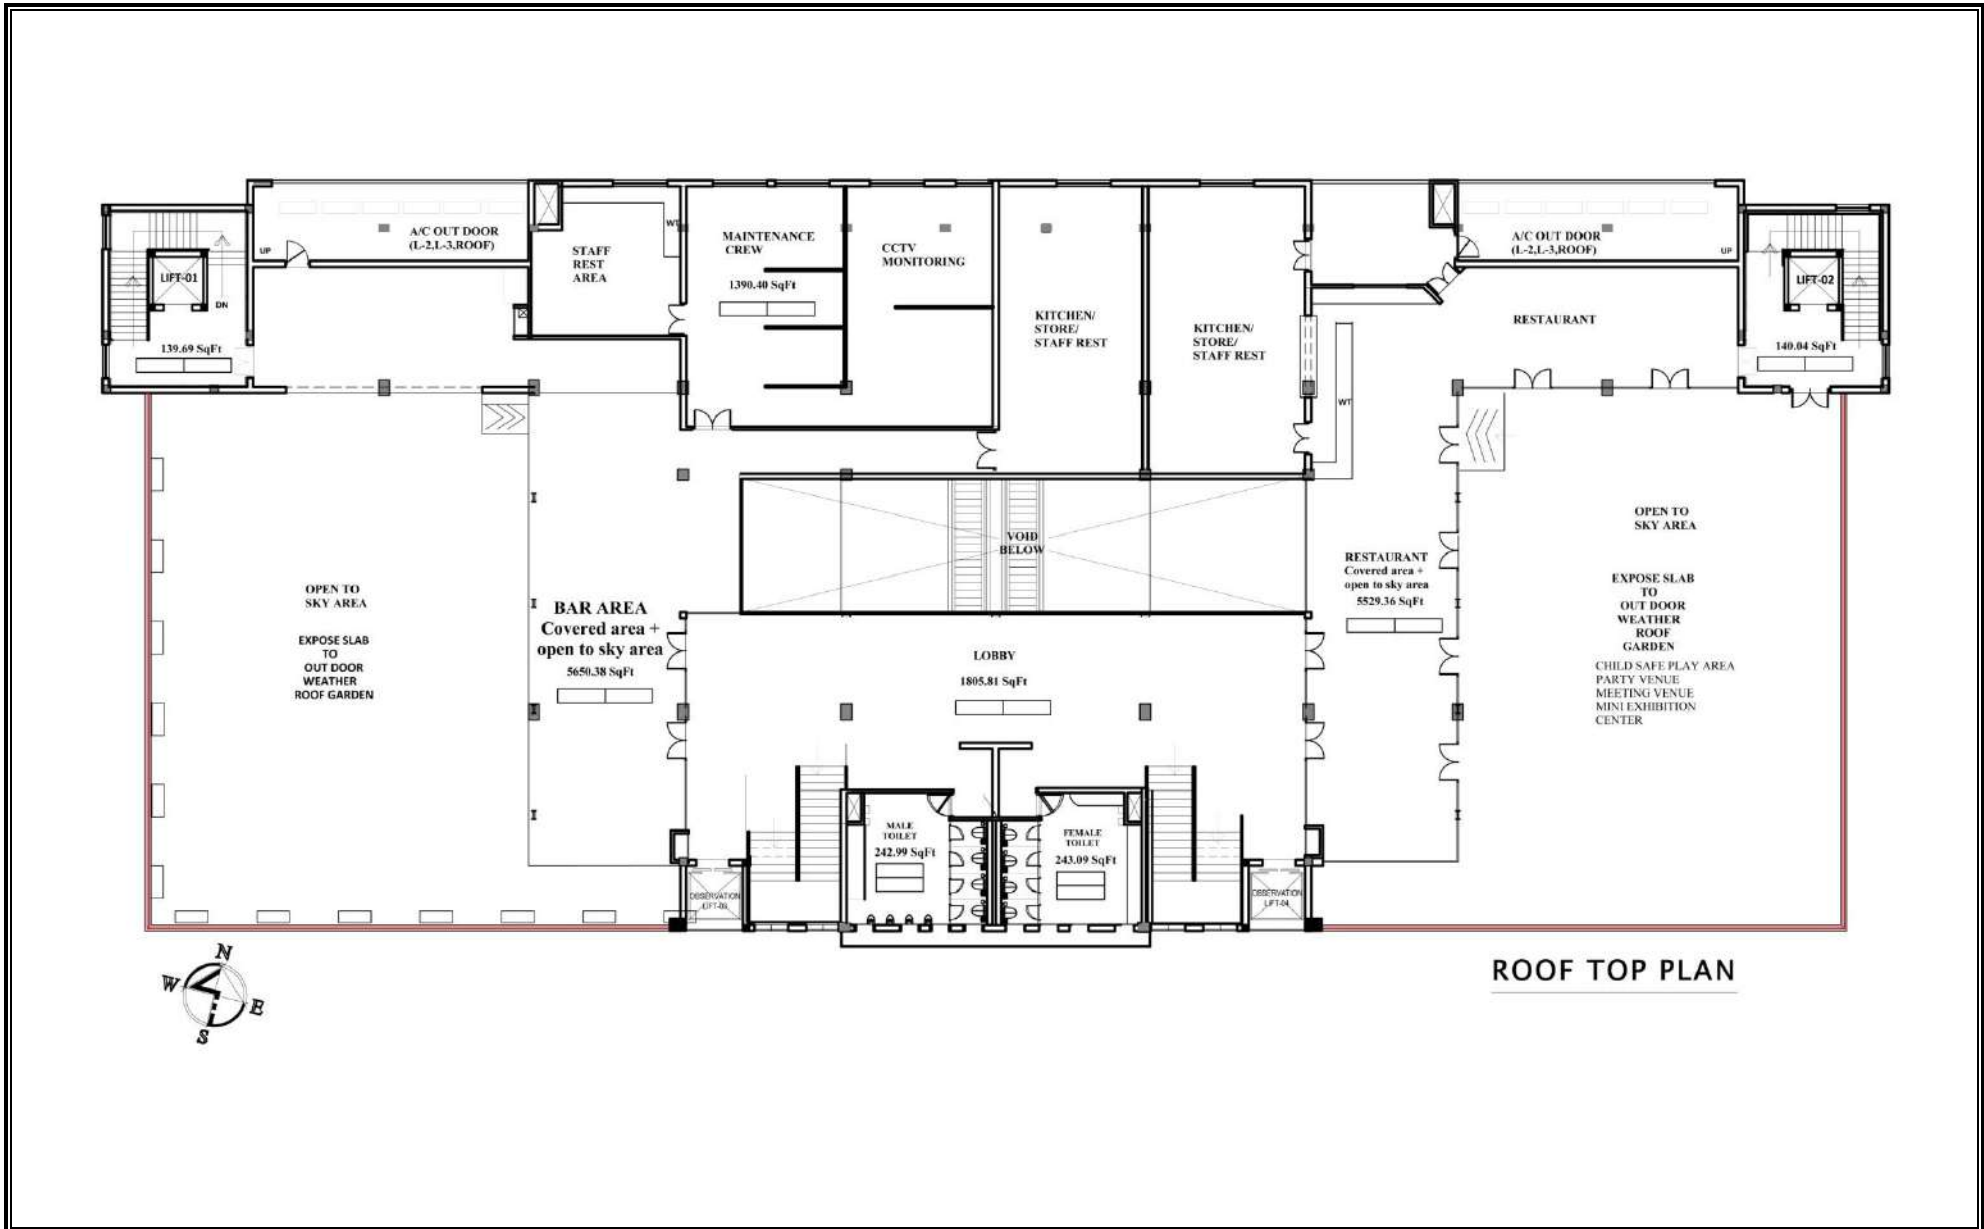 A/C OUT DOOR
(L-2,L-3,ROOF)
UP
LIFT-01
DN
139.69 SqFt
STAFF
REST
AREA
WT
MAINTENANCE
CREW
1390.40 SqFt
CCTV
MONITORING
KITCHEN/
STORE/
STAFF REST
KITCHEN/
STORE/
STAFF REST
WT
A/C OUT DOOR
(L-2,L-3,ROOF)
UP
LIFT-02
RESTAURANT
140.04 SqFt
OPEN TO
SKY AREA
EXPOSE SLAB
TO
OUT DOOR
WEATHER
ROOF GARDEN
BAR AREA
Covered area +
open to sky area
5650.38 SqFt
VOID
BELOW
LOBBY
1805.81 SqFt
RESTAURANT
Covered area +
open to sky area
5529.36 SqFt
OPEN TO
SKY AREA
EXPOSE SLAB
TO
OUT DOOR
WEATHER
ROOF
GARDEN
CHILD SAFE PLAY AREA
PARTY VENUE
MEETING VENUE
MINI EXHIBITION
CENTER
MALE
TOILET
242.99 SqFt
FEMALE
TOILET
243.09 SqFt
OBSERVATION
LIFT-03
OBSERVATION
LIFT-04
N
W
E
S
ROOF TOP PLAN